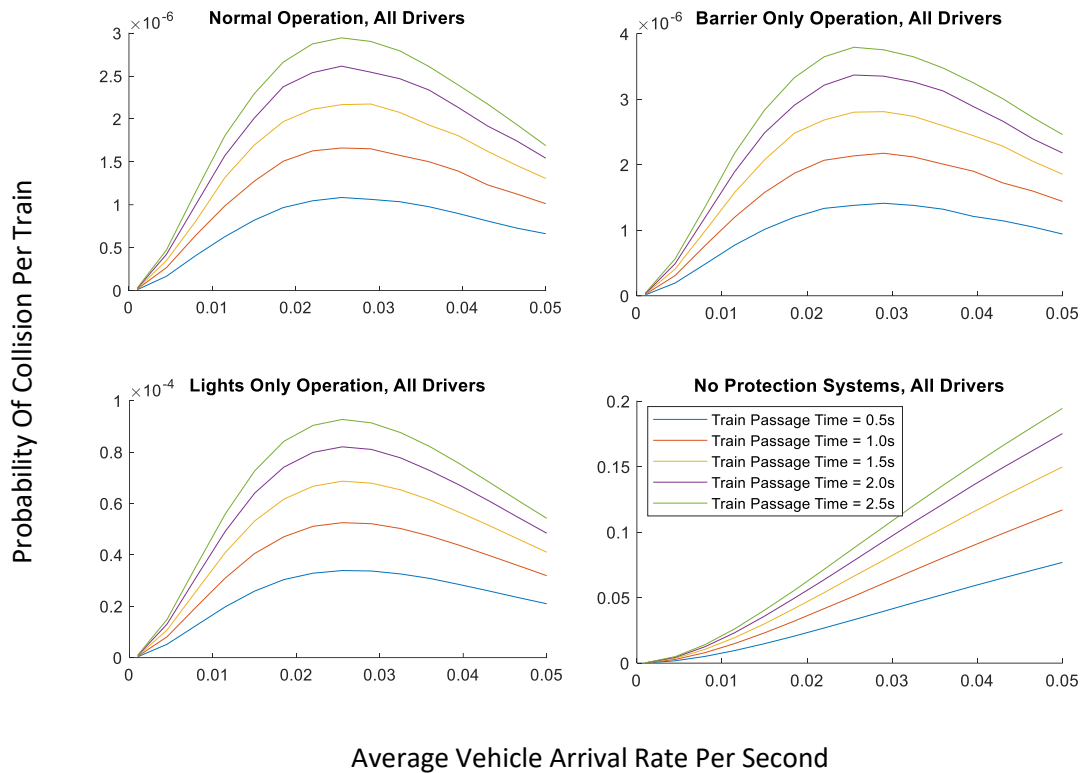 Probability Of Collision Per Train
Normal Operation, All Drivers
×10-6
3
2.5
2
1.5
1
0.5
0
0 0.01 0.02 0.03 0.04 0.05
Barrier Only Operation, All Drivers
×10-6
4
3
2
1
0
0 0.01 0.02 0.03 0.04 0.05
Lights Only Operation, All Drivers
×10-4
1
0.8
0.6
0.4
0.2
0
0 0.01 0.02 0.03 0.04 0.05
No Protection Systems, All Drivers
0.2
0.15
0.1
0.05
0
Train Passage Time = 0.5s
Train Passage Time = 1.0s
Train Passage Time = 1.5s
Train Passage Time = 2.0s
Train Passage Time = 2.5s
0 0.01 0.02 0.03 0.04 0.05
Average Vehicle Arrival Rate Per Second